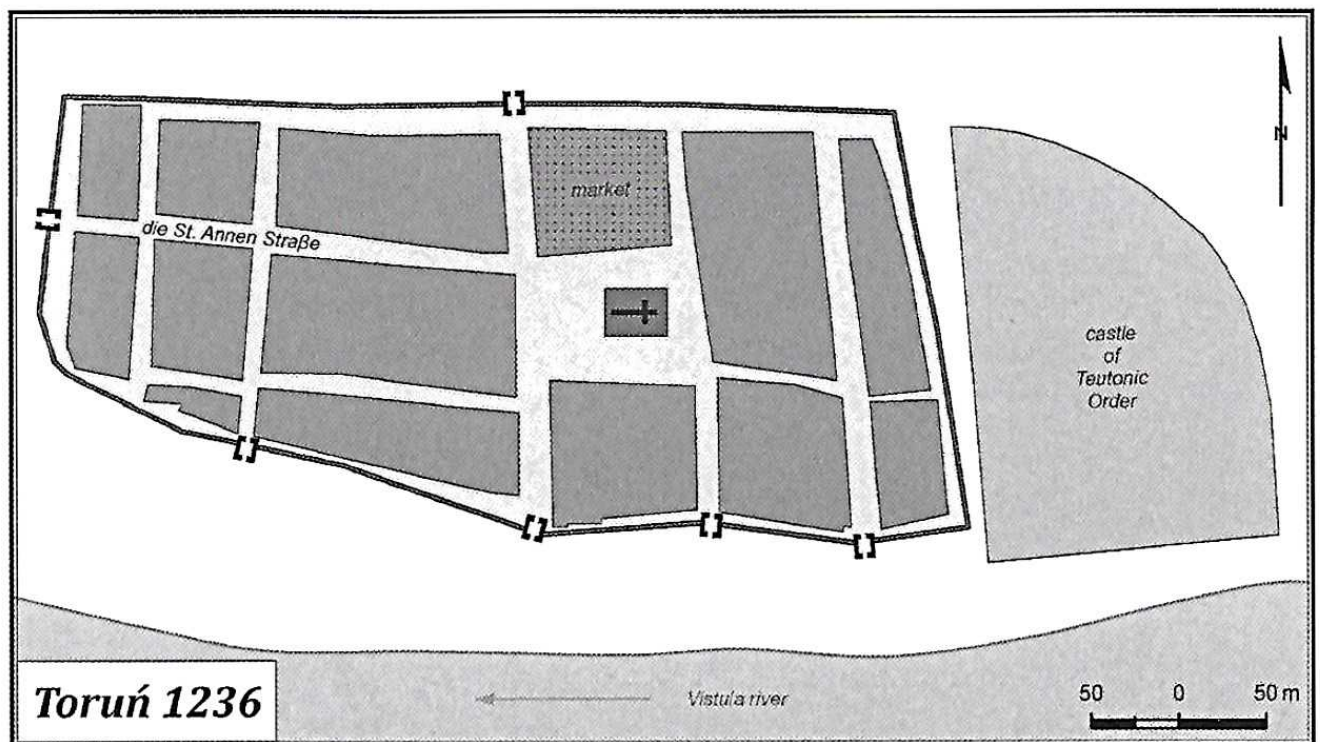 N
market
die St. Annen Straße
castle
of
Teutonic
Order
Toruń 1236
Vistula river
50 0 50 m